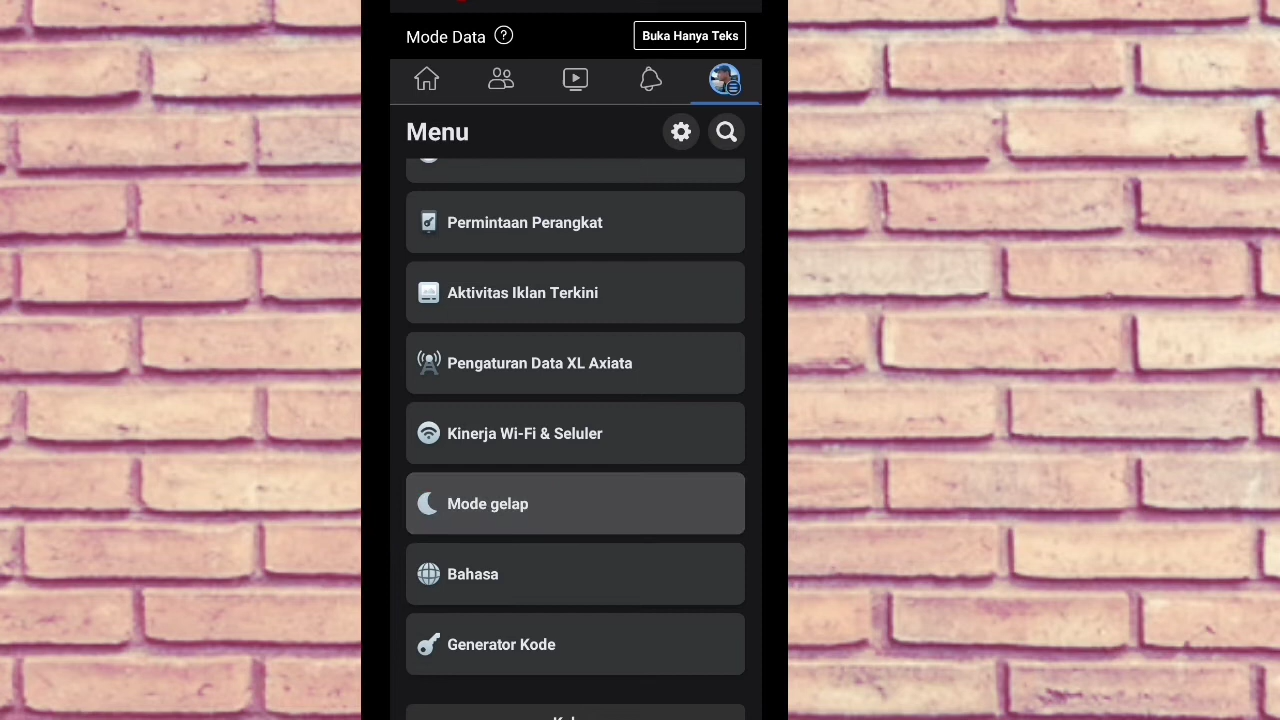 Mode Data
Buka Hanya Teks
Menu
Permintaan Perangkat
Aktivitas Iklan Terkini
Pengaturan Data XL Axiata
Kinerja Wi-Fi & Seluler
Mode gelap
Bahasa
Generator Kode